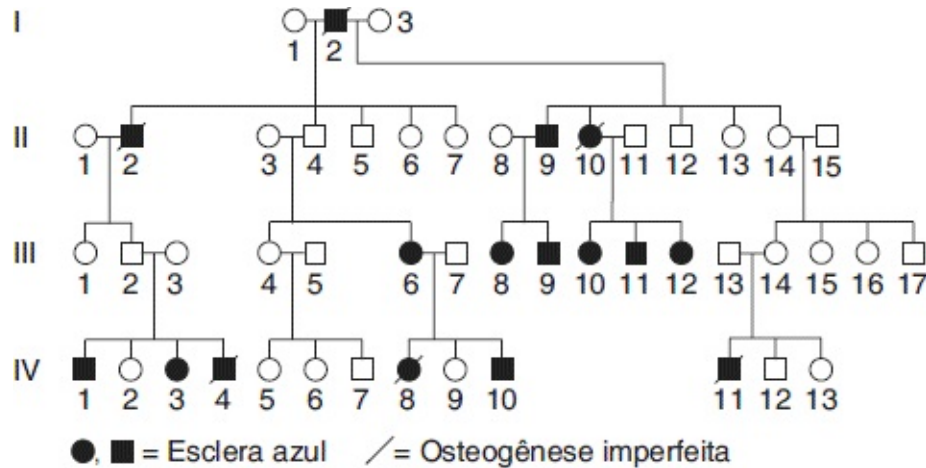 I
1 2 3
II
1 2 3 4 5 6 7 8 9 10 11 12 13 14 15
III
1 2 3 4 5 6 7 8 9 10 11 12 13 14 15 16 17
IV
1 2 3 4 5 6 7 8 9 10 11 12 13
, = Esclera azul = Osteogênese imperfeita